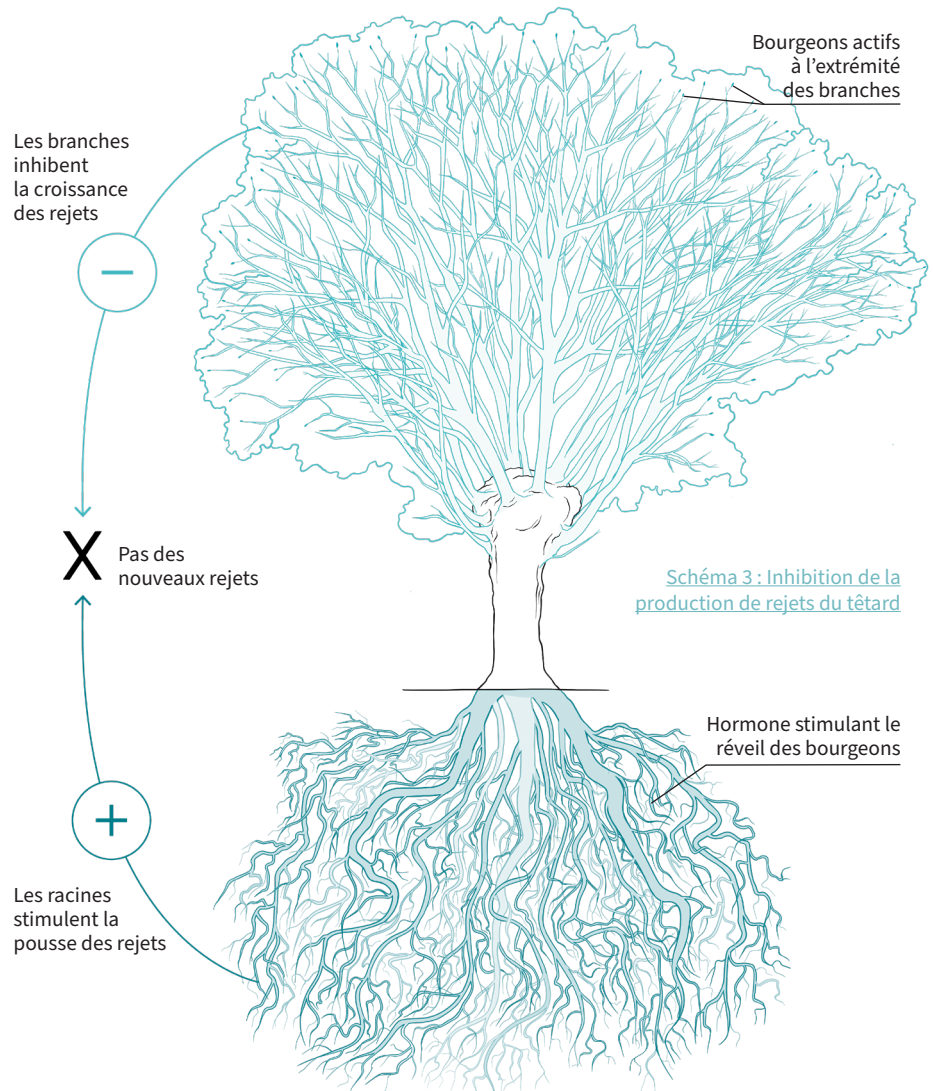 Bourgeons actifs
à l’extrémité
des branches
Les branches
inhibent
la croissance
des rejets
−
X
Pas des
nouveaux rejets
Schéma 3 : Inhibition de la
production de rejets du têtard
Hormone stimulant le
réveil des bourgeons
+
Les racines
stimulent la
pousse des rejets